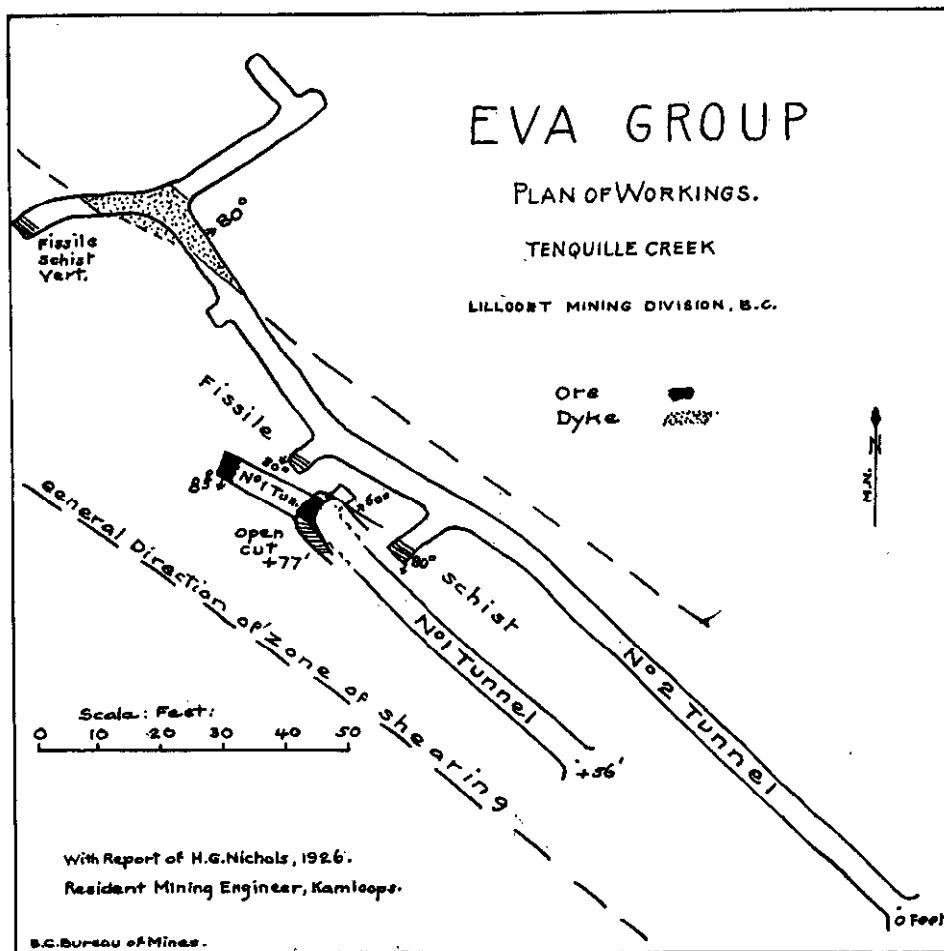 EVA GROUP
PLAN OF WORKINGS.
TENQUILLE CREEK
LILLOOET MINING DIVISION, B.C.
Ore
Dyke
M.N.
80°
Fissile
Schist
Vert.
Fissile
80°
85°
No 1 Tun.
60°
Open
cut
+77'
80°
Schist
No 1 Tunnel
+56'
No 2 Tunnel
0 Feet
General Direction of Zone of shearing
Scala: Feet:
0 10 20 30 40 50
With Report of H.G. Nichols, 1926.
Resident Mining Engineer, Kamloops.
B.C. Bureau of Mines.